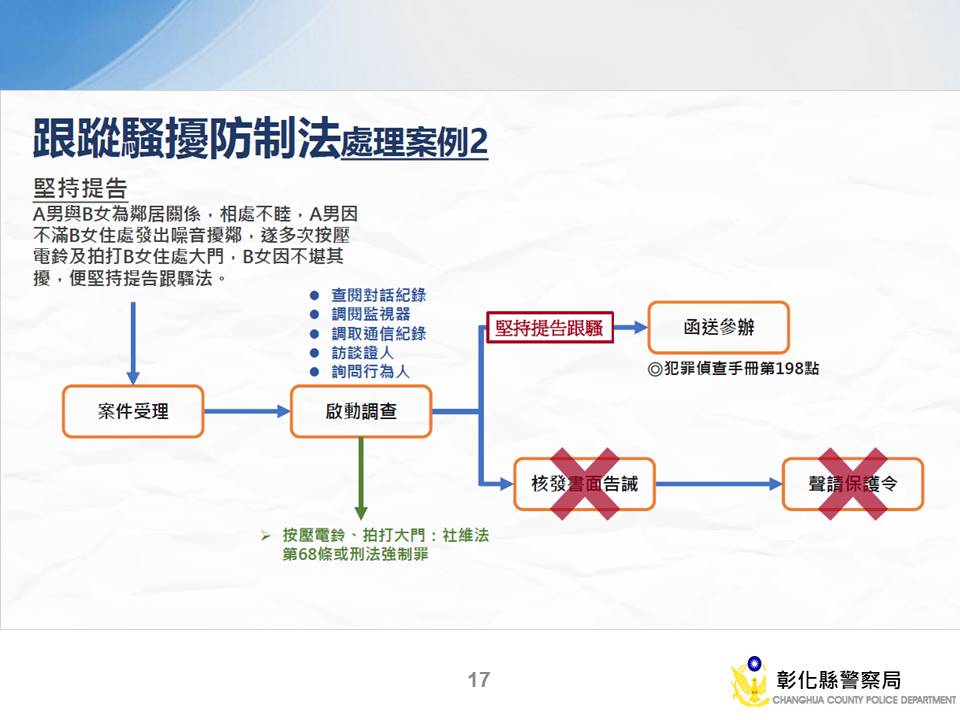 跟蹤騷擾防制法處理案例2
堅持提告
A男與B女為鄰居關係，相處不睦，A男因
不滿B女住處發出噪音擾鄰，遂多次按壓
電鈴及拍打B女住處大門，B女因不堪其
擾，便堅持提告跟騷法。
● 查閱對話紀錄
● 調閱監視器
● 調取通信紀錄
● 訪談證人
● 詢問行為人
堅持提告跟騷
函送參辦
◎犯罪偵查手冊第198點
案件受理
啟動調查
核發書面告誡
聲請保護令
➢ 按壓電鈴、拍打大門：社維法
第68條或刑法強制罪
17
彰化縣警察局
CHANGHUA COUNTY POLICE DEPARTMENT